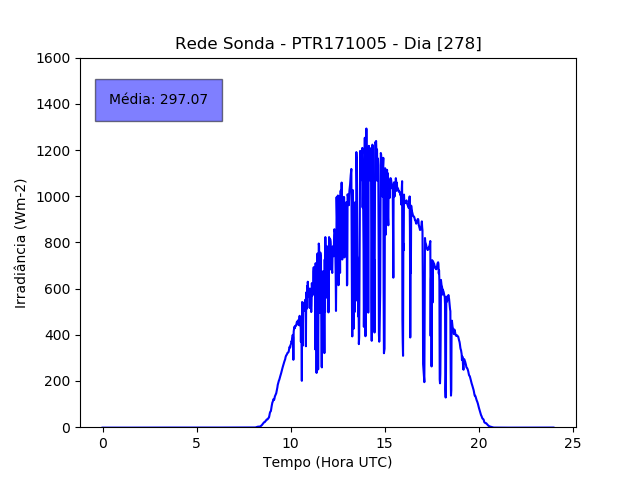 Rede Sonda - PTR171005 - Dia [278]
1600
1400
1200
1000
800
600
400
200
0
Média: 297.07
Irradiância (Wm-2)
0 5 10 15 20 25
Tempo (Hora UTC)